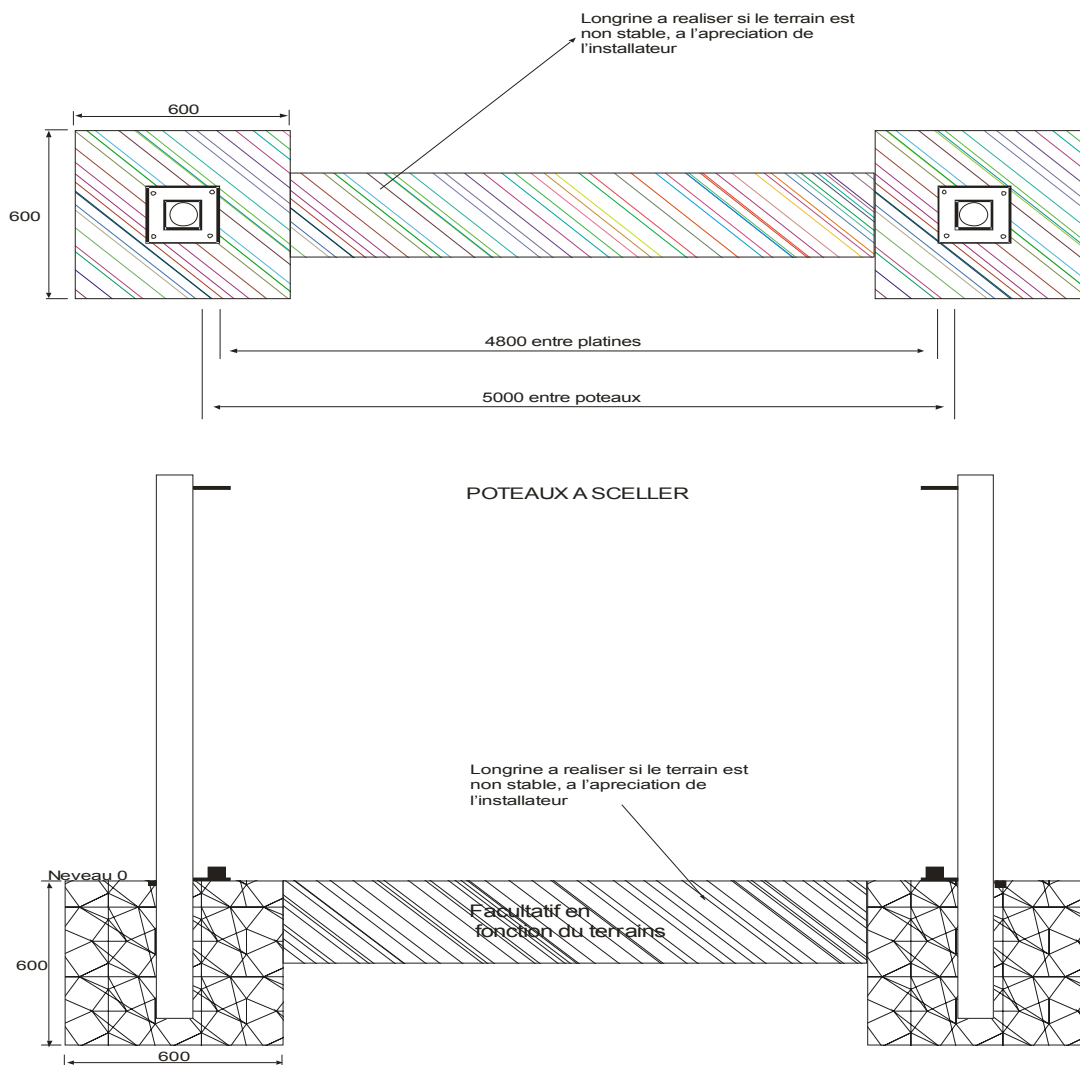 Longrine a realiser si le terrain est
non stable, a l'apreciation de
l'installateur
600
600
4800 entre platines
5000 entre poteaux
POTEAUX A SCELLER
Longrine a realiser si le terrain est
non stable, a l'apreciation de
l'installateur
Neveau 0
Facultatif en
fonction du terrains
600
600